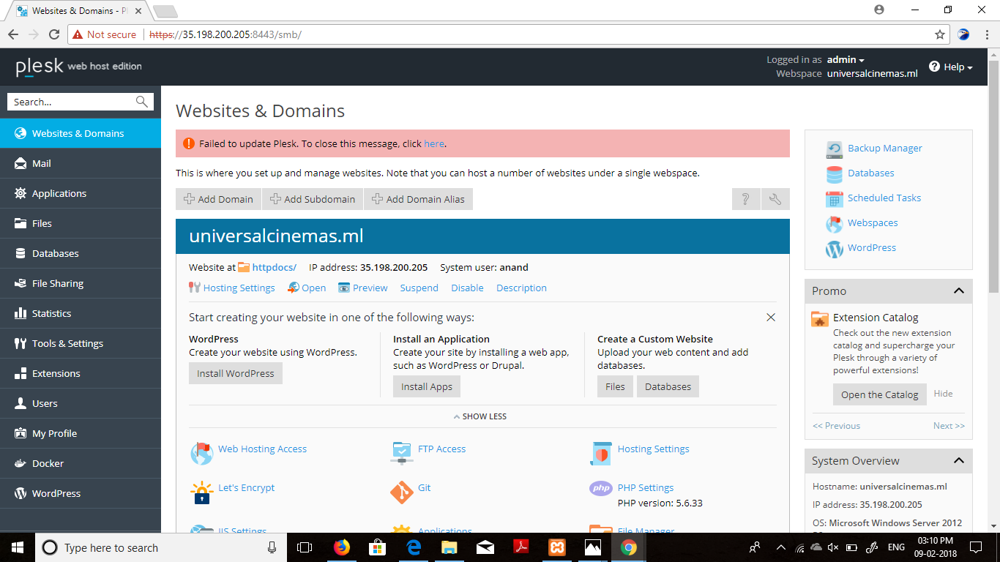 Websites & Domains - Pl
Not secure https://35.198.200.205:8443/smb/
plesk web host edition
Logged in as admin
Webspace universalcinemas.ml
Help
Search...
Websites & Domains
Mail
Applications
Files
Databases
File Sharing
Statistics
Tools & Settings
Extensions
Users
My Profile
Docker
WordPress
Websites & Domains
Failed to update Plesk. To close this message, click here.
This is where you set up and manage websites. Note that you can host a number of websites under a single webspace.
Add Domain Add Subdomain Add Domain Alias ?
universalcinemas.ml
Website at httpdocs/ IP address: 35.198.200.205 System user: anand
Hosting Settings Open Preview Suspend Disable Description
Start creating your website in one of the following ways:
WordPress
Create your website using WordPress.
Install WordPress
Install an Application
Create your site by installing a web app,
such as WordPress or Drupal.
Install Apps
Create a Custom Website
Upload your web content and add
databases.
Files Databases
SHOW LESS
Web Hosting Access FTP Access Hosting Settings
Let's Encrypt Git PHP Settings
PHP version: 5.6.33
IIS Settings Applications File Manager
Backup Manager
Databases
Scheduled Tasks
Webspaces
WordPress
Promo
Extension Catalog
Check out the new extension
catalog and supercharge your
Plesk through a variety of
powerful extensions!
Open the Catalog Hide
<< Previous Next >>
System Overview
Hostname: universalcinemas.ml
IP address: 35.198.200.205
OS: Microsoft Windows Server 2012
Type here to search
ENG
03:10 PM
09-02-2018